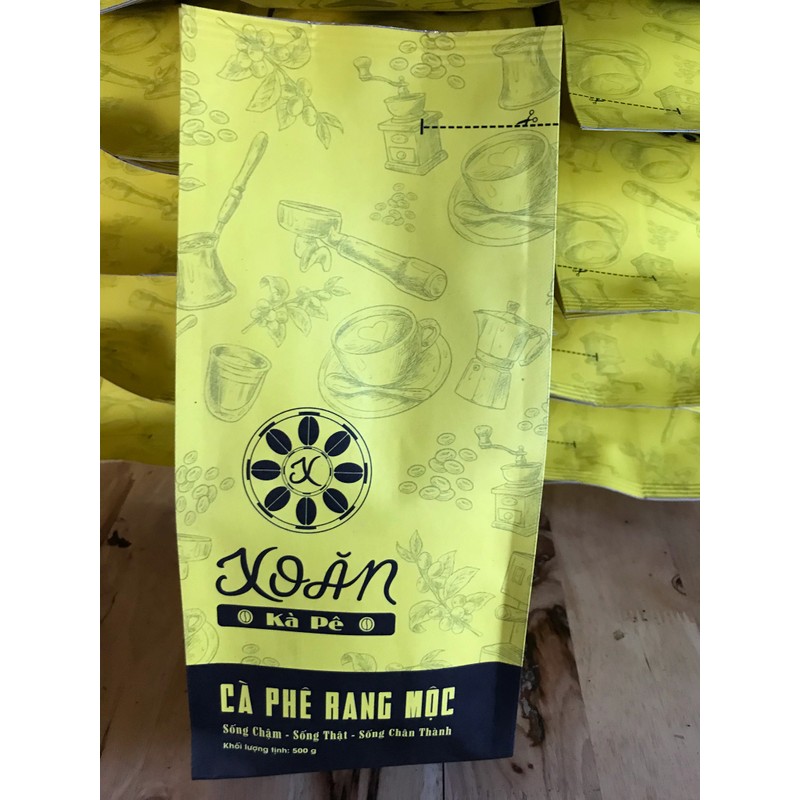 X
XOĂN
Kà Pê
CÀ PHÊ RANG MỘC
Sống Chậm - Sống Thật - Sống Chân Thành
Khối lượng tịnh: 500 g